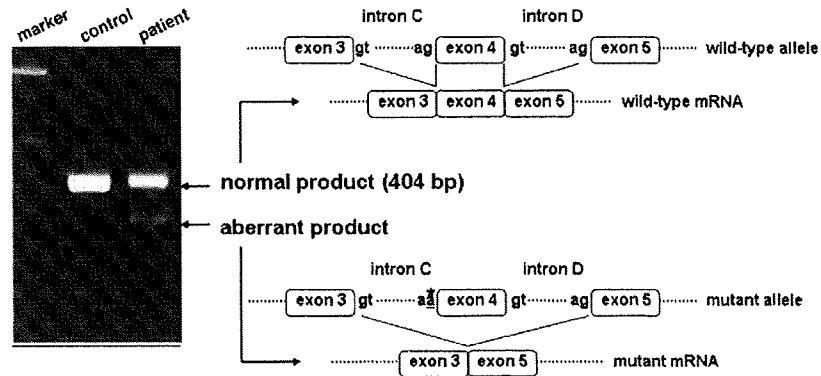 marker control patient
intron C intron D
exon 3 gt ········ ag exon 4 gt ······ ag exon 5 wild-type allele
exon 3 exon 4 exon 5 wild-type mRNA
normal product (404 bp)
aberrant product
intron C intron D
exon 3 gt ········ aa exon 4 gt ······ ag exon 5 mutant allele
exon 3 exon 5 mutant mRNA